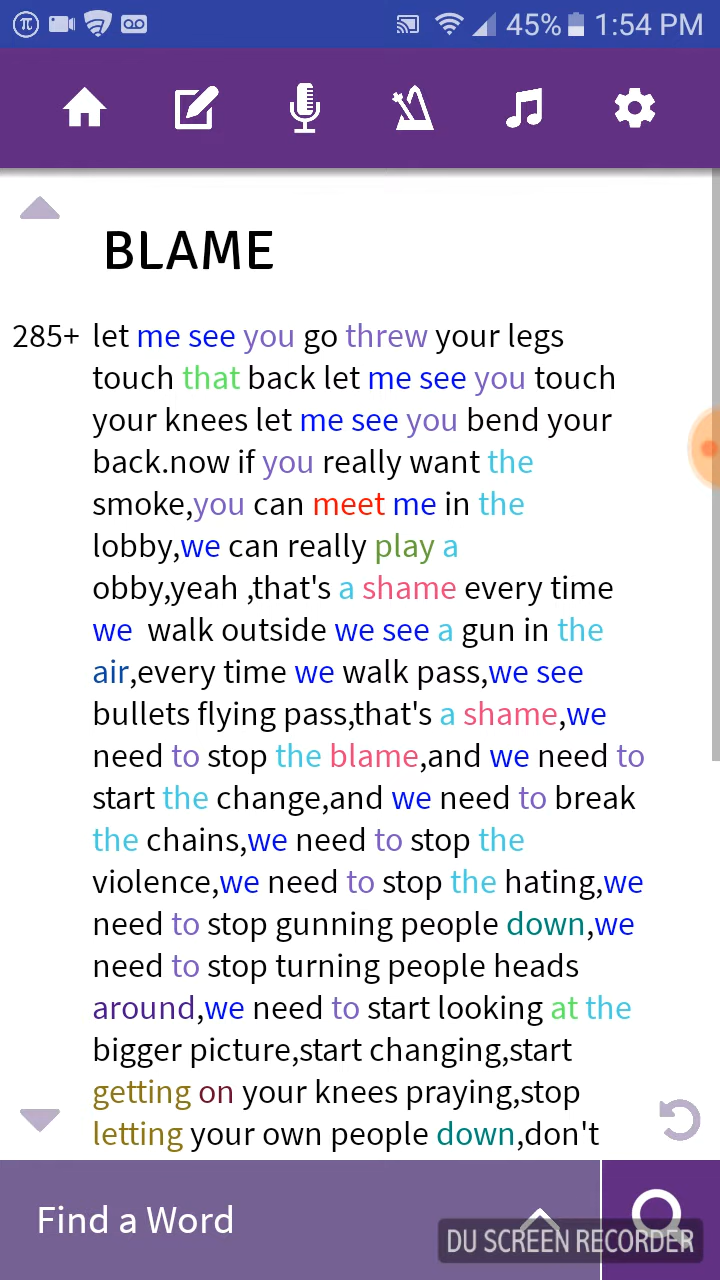 45% 1:54 PM
BLAME
285+ let me see you go threw your legs
touch that back let me see you touch
your knees let me see you bend your
back.now if you really want the
smoke,you can meet me in the
lobby,we can really play a
obby,yeah ,that's a shame every time
we  walk outside we see a gun in the
air,every time we walk pass,we see
bullets flying pass,that's a shame,we
need to stop the blame,and we need to
start the change,and we need to break
the chains,we need to stop the
violence,we need to stop the hating,we
need to stop gunning people down,we
need to stop turning people heads
around,we need to start looking at the
bigger picture,start changing,start
getting on your knees praying,stop
letting your own people down,don't
Find a Word
DU SCREEN RECORDER